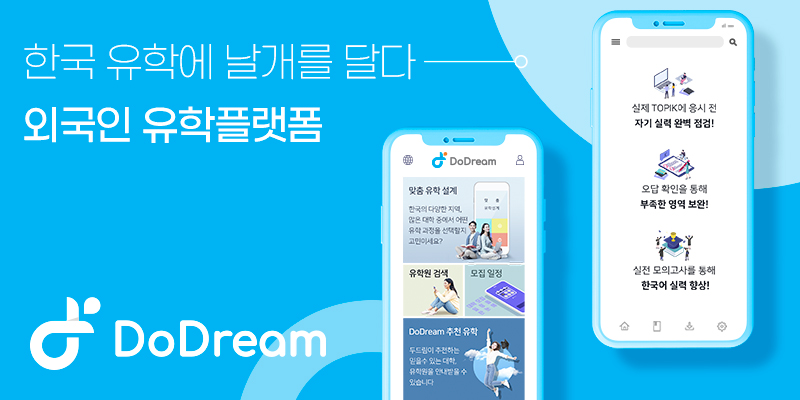 한국 유학에 날개를 달다
외국인 유학플랫폼
DoDream
DoDream
맞춤 유학 설계
한국의 다양한 지역,
많은 대학 중에서 어떤
유학 과정을 선택할지
고민이세요?
맞 춤
유학설계
유학원 검색
모집 일정
DoDream 추천 유학
두드림이 추천하는
믿을수 있는 대학,
유학원을 안내받을 수
있습니다
실제 TOPIK에 응시 전
자기 실력 완벽 점검!
오답 확인을 통해
부족한 영역 보완!
실전 모의고사를 통해
한국어 실력 향상!